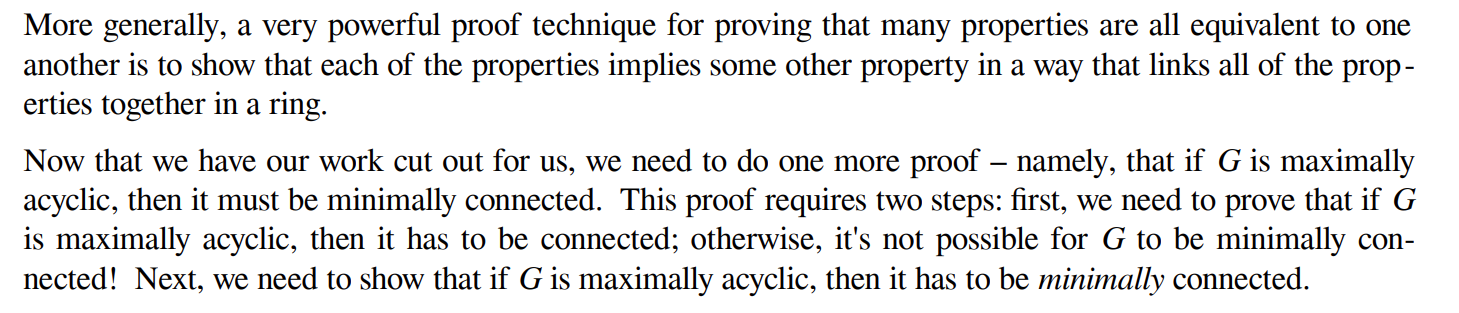 More generally, a very powerful proof technique for proving that many properties are all equivalent to one
another is to show that each of the properties implies some other property in a way that links all of the prop-
erties together in a ring.
Now that we have our work cut out for us, we need to do one more proof – namely, that if G is maximally
acyclic, then it must be minimally connected. This proof requires two steps: first, we need to prove that if G
is maximally acyclic, then it has to be connected; otherwise, it's not possible for G to be minimally con-
nected! Next, we need to show that if G is maximally acyclic, then it has to be minimally connected.